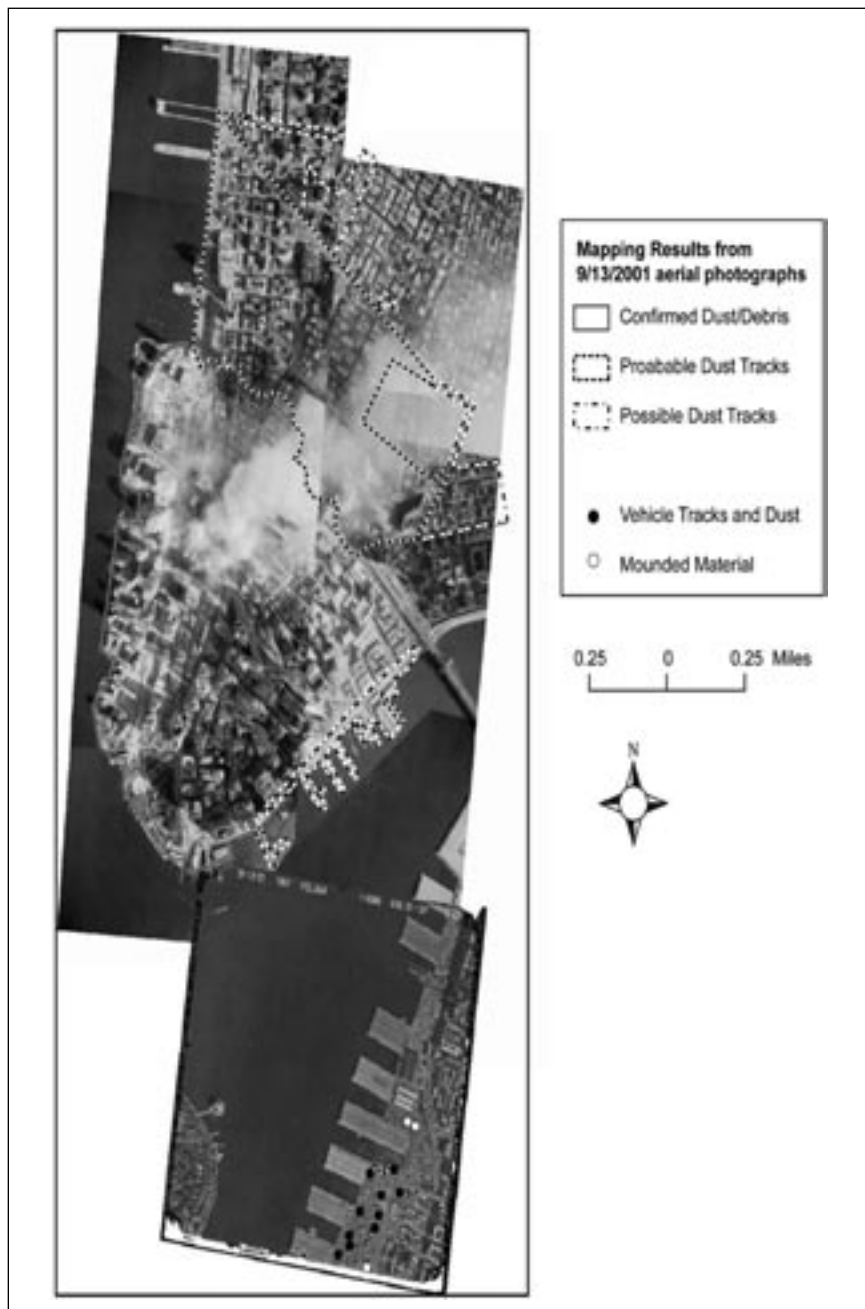 Mapping Results from
9/13/2001 aerial photographs
Confirmed Dust/Debris
Proabable Dust Tracks
Possible Dust Tracks
Vehicle Tracks and Dust
Mounded Material
0.25 0 0.25 Miles
N